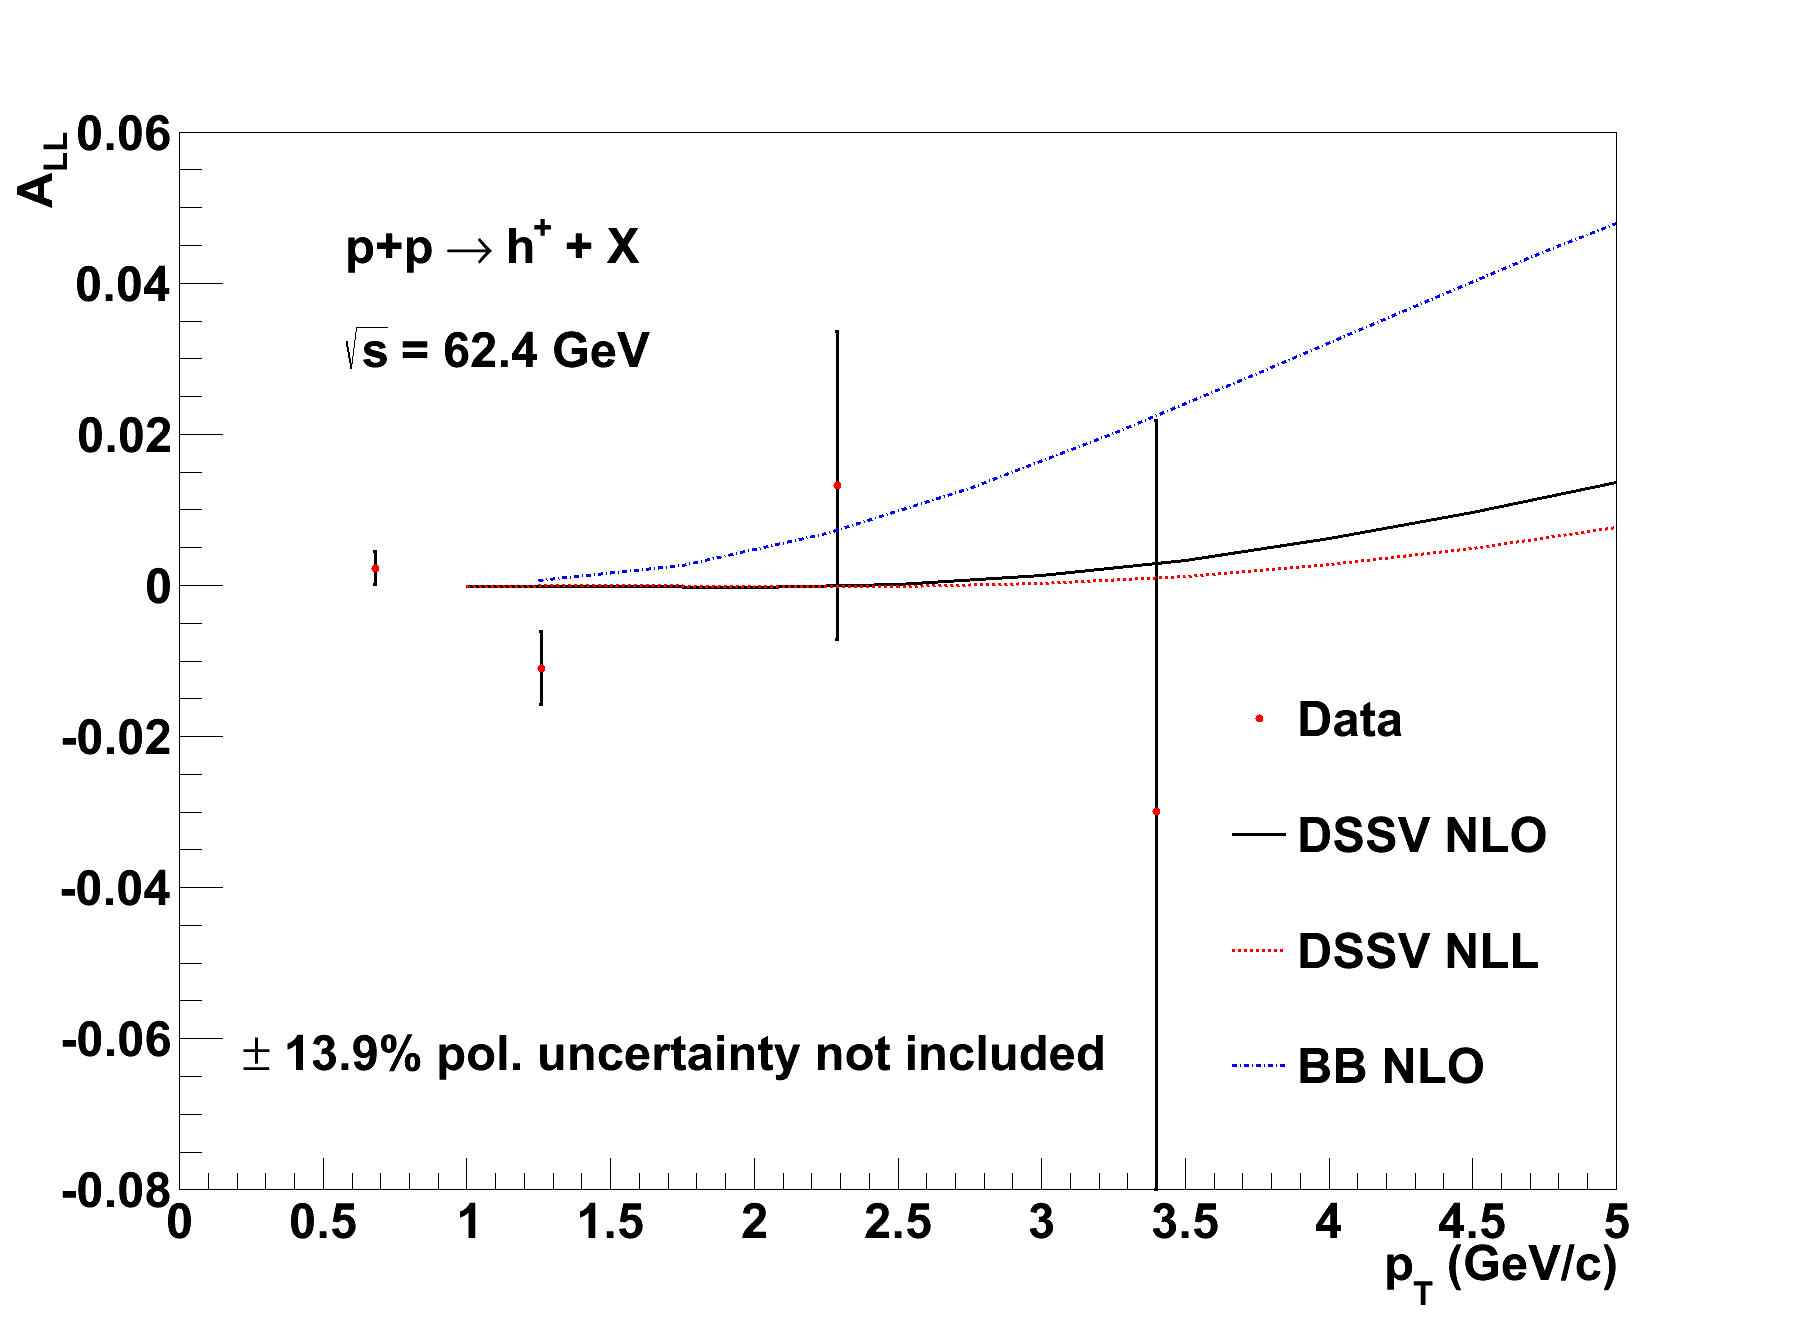 A_LL
0.06
0.04
0.02
0
-0.02
-0.04
-0.06
-0.08
p+p → h⁺ + X
√s = 62.4 GeV
Data
DSSV NLO
DSSV NLL
BB NLO
± 13.9% pol. uncertainty not included
0 0.5 1 1.5 2 2.5 3 3.5 4 4.5 5
p_T (GeV/c)